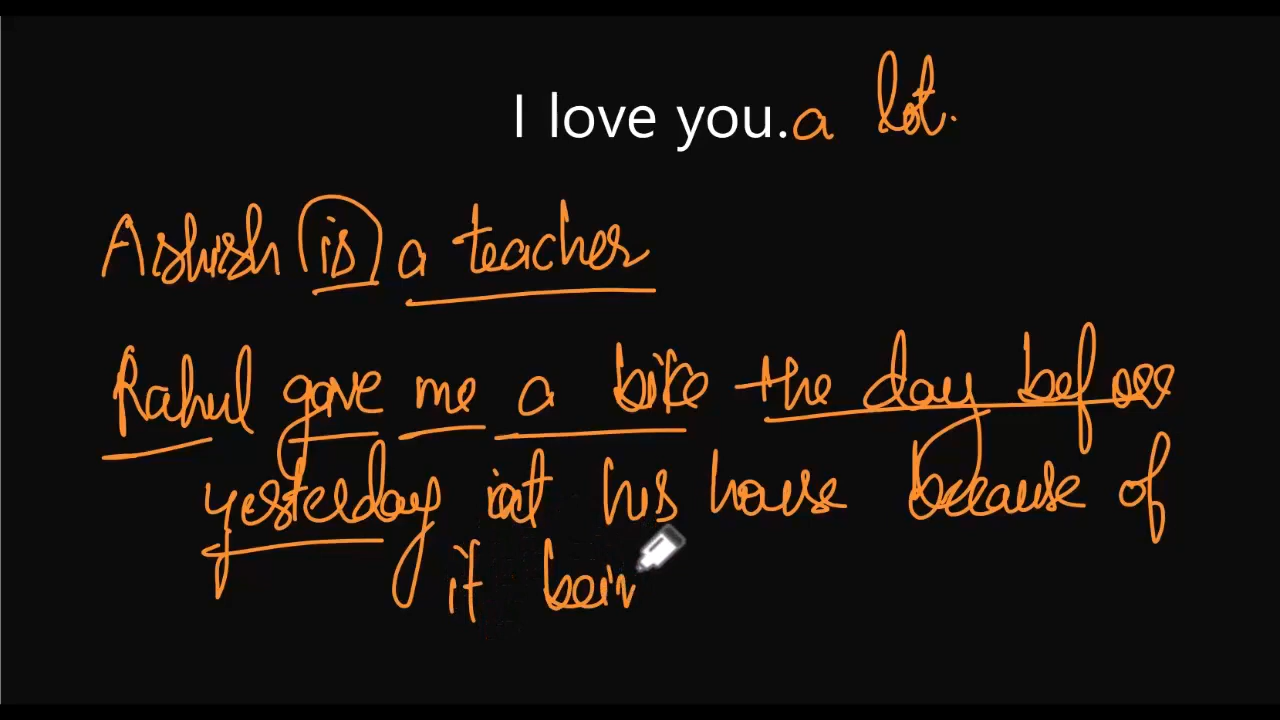 I love you. a lot.
Ashish is a teacher
Rahul gave me a bike the day before
yesterday at his house because of
it bein